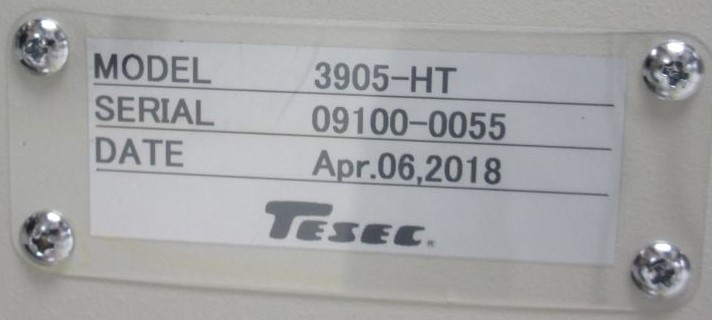 MODEL 3905-HT
SERIAL 09100-0055
DATE Apr.06,2018
TESEC®